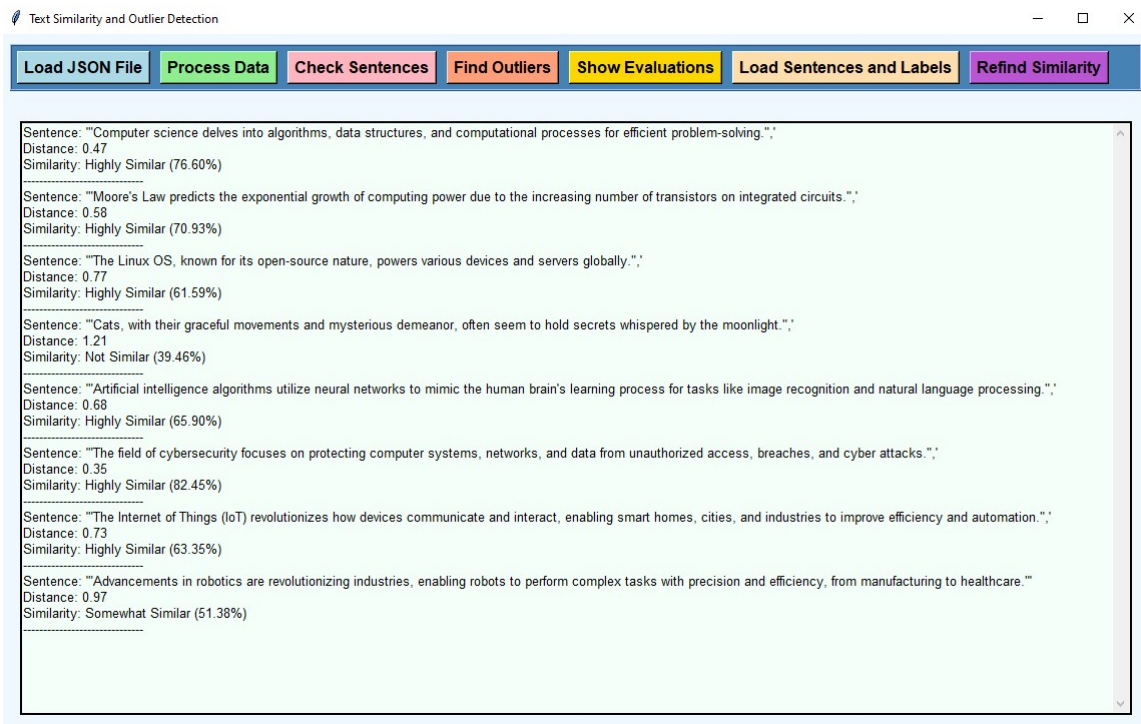 Text Similarity and Outlier Detection
Load JSON File Process Data Check Sentences Find Outliers Show Evaluations Load Sentences and Labels Refind Similarity
Sentence: "'Computer science delves into algorithms, data structures, and computational processes for efficient problem-solving.",'
Distance: 0.47
Similarity: Highly Similar (76.60%)
------------------------------
Sentence: "'Moore's Law predicts the exponential growth of computing power due to the increasing number of transistors on integrated circuits.",'
Distance: 0.58
Similarity: Highly Similar (70.93%)
------------------------------
Sentence: "'The Linux OS, known for its open-source nature, powers various devices and servers globally.",'
Distance: 0.77
Similarity: Highly Similar (61.59%)
------------------------------
Sentence: "'Cats, with their graceful movements and mysterious demeanor, often seem to hold secrets whispered by the moonlight.",'
Distance: 1.21
Similarity: Not Similar (39.46%)
------------------------------
Sentence: "'Artificial intelligence algorithms utilize neural networks to mimic the human brain's learning process for tasks like image recognition and natural language processing.",'
Distance: 0.68
Similarity: Highly Similar (65.90%)
------------------------------
Sentence: "'The field of cybersecurity focuses on protecting computer systems, networks, and data from unauthorized access, breaches, and cyber attacks.",'
Distance: 0.35
Similarity: Highly Similar (82.45%)
------------------------------
Sentence: "'The Internet of Things (IoT) revolutionizes how devices communicate and interact, enabling smart homes, cities, and industries to improve efficiency and automation.",'
Distance: 0.73
Similarity: Highly Similar (63.35%)
------------------------------
Sentence: "'Advancements in robotics are revolutionizing industries, enabling robots to perform complex tasks with precision and efficiency, from manufacturing to healthcare.'"
Distance: 0.97
Similarity: Somewhat Similar (51.38%)
------------------------------